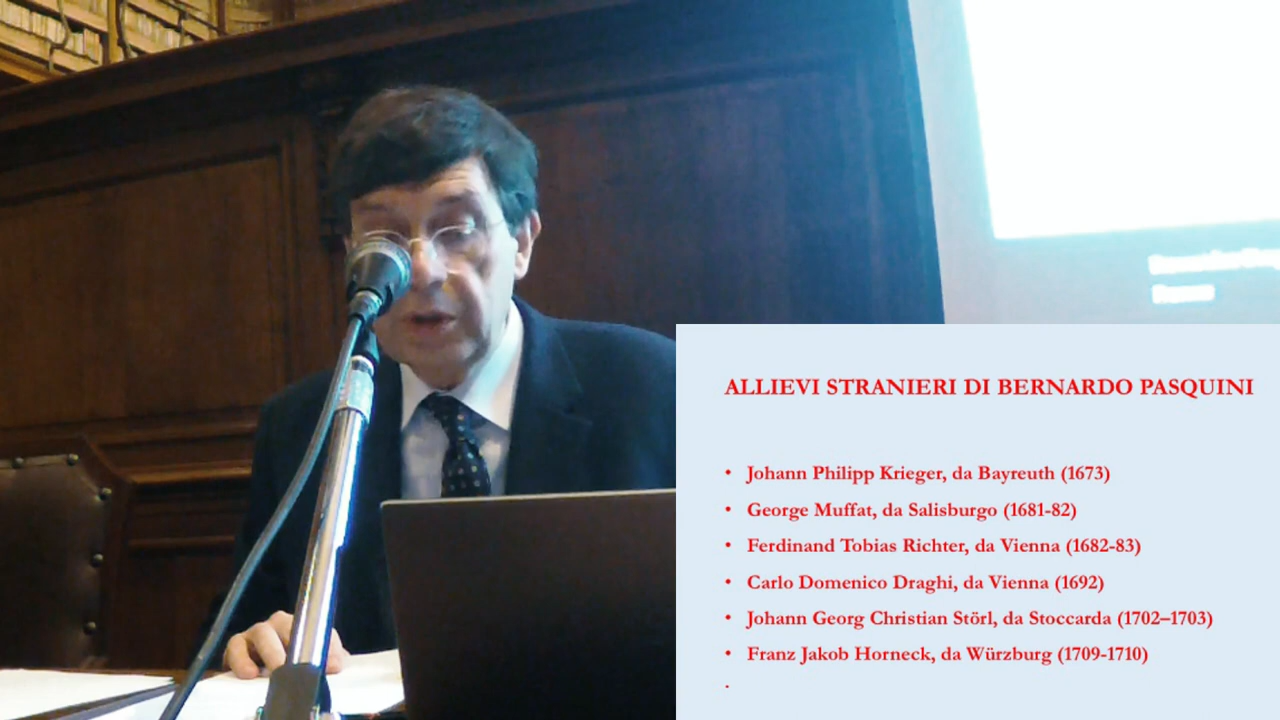 ALLIEVI STRANIERI DI BERNARDO PASQUINI
• Johann Philipp Krieger, da Bayreuth (1673)
• George Muffat, da Salisburgo (1681-82)
• Ferdinand Tobias Richter, da Vienna (1682-83)
• Carlo Domenico Draghi, da Vienna (1692)
• Johann Georg Christian Störl, da Stoccarda (1702–1703)
• Franz Jakob Horneck, da Würzburg (1709-1710)